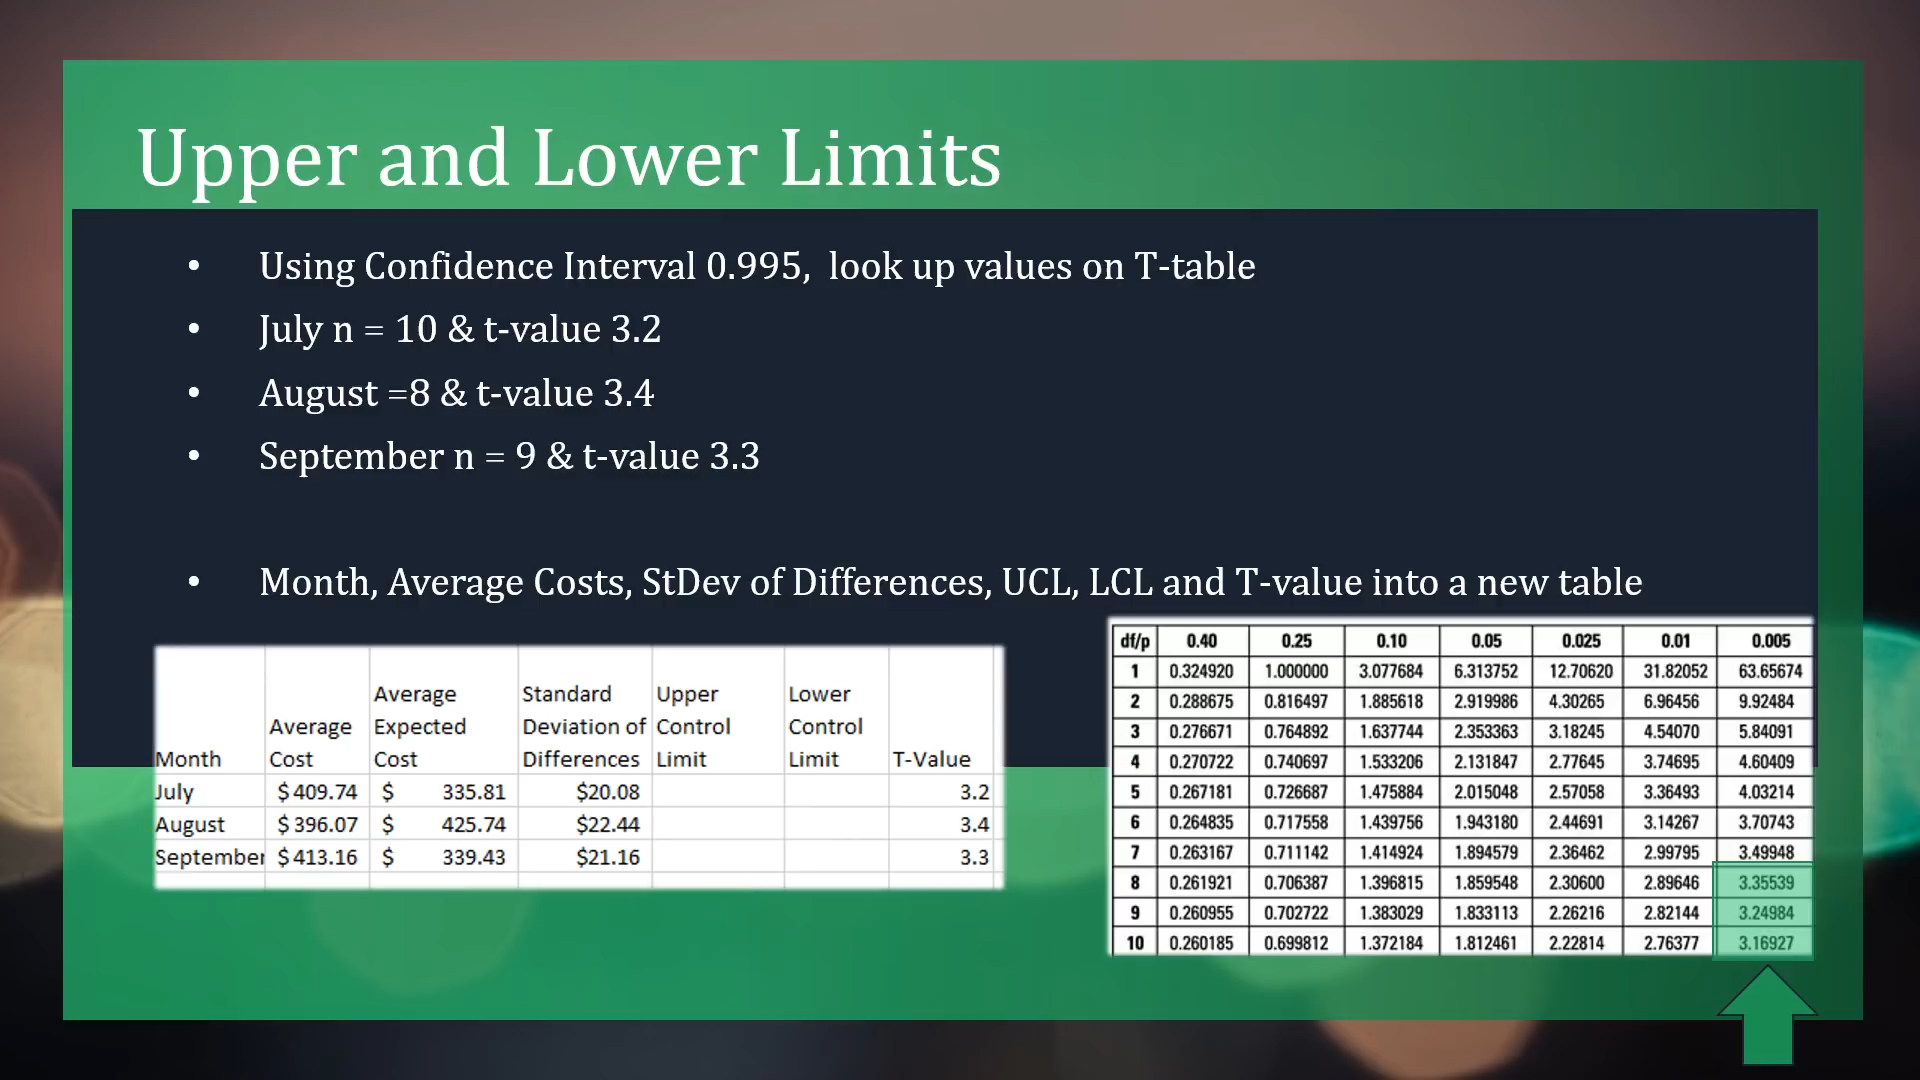 Upper and Lower Limits
• Using Confidence Interval 0.995, look up values on T-table
• July n = 10 & t-value 3.2
• August =8 & t-value 3.4
• September n = 9 & t-value 3.3
• Month, Average Costs, StDev of Differences, UCL, LCL and T-value into a new table
Month Average Cost Average Expected Cost Standard Deviation of Differences Upper Control Limit Lower Control Limit T-Value
July $ 409.74 $ 335.81 $20.08 3.2
August $ 396.07 $ 425.74 $22.44 3.4
September $ 413.16 $ 339.43 $21.16 3.3
df/p 0.40 0.25 0.10 0.05 0.025 0.01 0.005
1 0.324920 1.000000 3.077684 6.313752 12.70620 31.82052 63.65674
2 0.288675 0.816497 1.885618 2.919986 4.30265 6.96456 9.92484
3 0.276671 0.764892 1.637744 2.353363 3.18245 4.54070 5.84091
4 0.270722 0.740697 1.533206 2.131847 2.77645 3.74695 4.60409
5 0.267181 0.726687 1.475884 2.015048 2.57058 3.36493 4.03214
6 0.264835 0.717558 1.439756 1.943180 2.44691 3.14267 3.70743
7 0.263167 0.711142 1.414924 1.894579 2.36462 2.99795 3.49948
8 0.261921 0.706387 1.396815 1.859548 2.30600 2.89646 3.35539
9 0.260955 0.702722 1.383029 1.833113 2.26216 2.82144 3.24984
10 0.260185 0.699812 1.372184 1.812461 2.22814 2.76377 3.16927